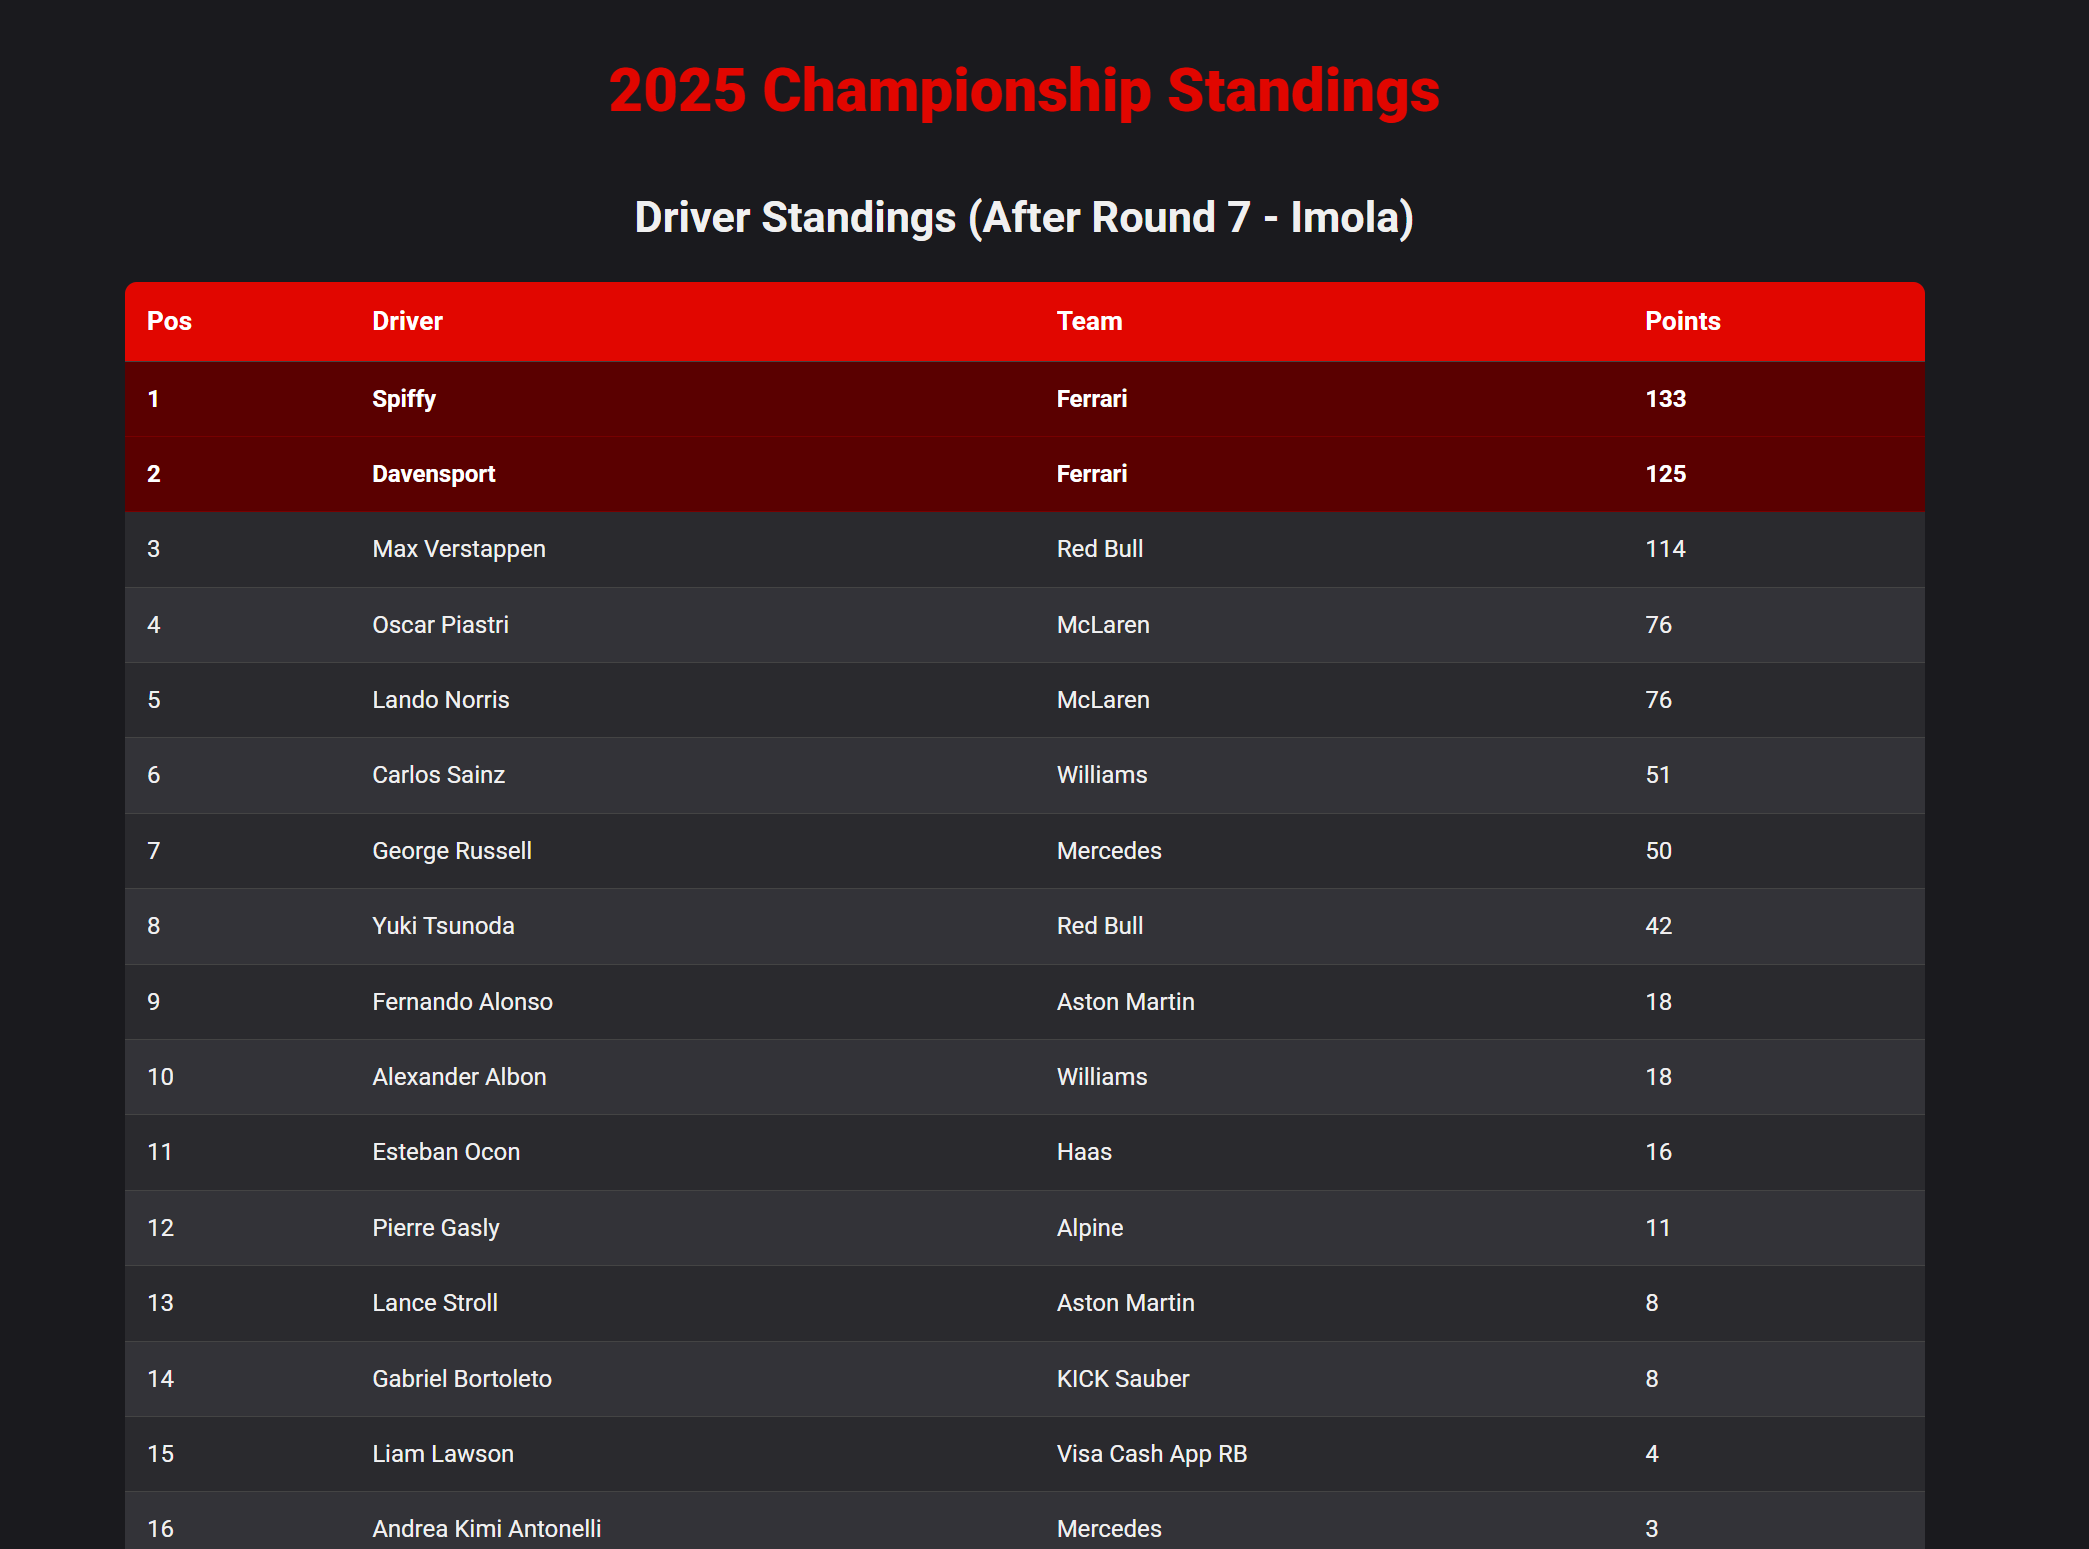 2025 Championship Standings
Driver Standings (After Round 7 - Imola)
Pos Driver Team Points
1 Spiffy Ferrari 133
2 Davensport Ferrari 125
3 Max Verstappen Red Bull 114
4 Oscar Piastri McLaren 76
5 Lando Norris McLaren 76
6 Carlos Sainz Williams 51
7 George Russell Mercedes 50
8 Yuki Tsunoda Red Bull 42
9 Fernando Alonso Aston Martin 18
10 Alexander Albon Williams 18
11 Esteban Ocon Haas 16
12 Pierre Gasly Alpine 11
13 Lance Stroll Aston Martin 8
14 Gabriel Bortoleto KICK Sauber 8
15 Liam Lawson Visa Cash App RB 4
16 Andrea Kimi Antonelli Mercedes 3